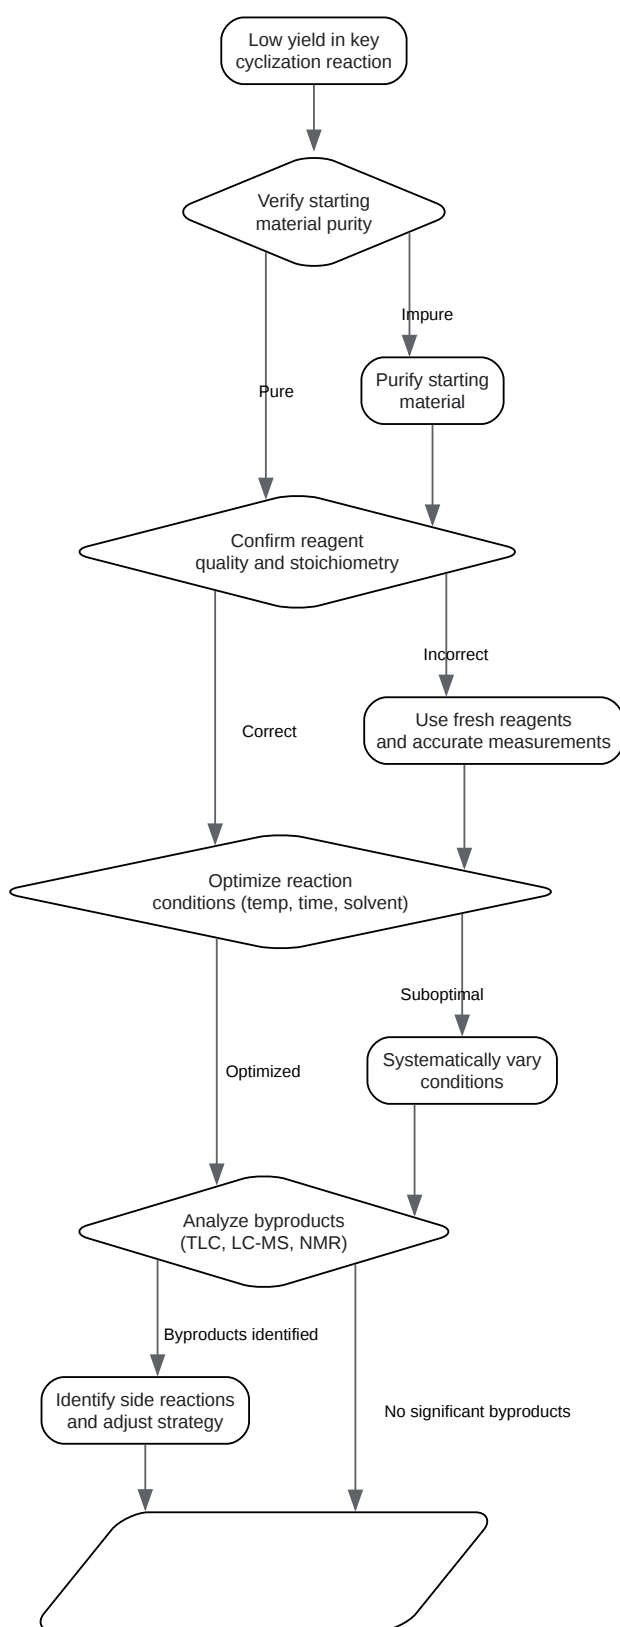 Low yield in key
cyclization reaction
Verify starting
material purity
Impure
Purify starting
material
Pure
Confirm reagent
quality and stoichiometry
Incorrect
Use fresh reagents
and accurate measurements
Correct
Optimize reaction
conditions (temp, time, solvent)
Suboptimal
Systematically vary
conditions
Optimized
Analyze byproducts
(TLC, LC-MS, NMR)
Byproducts identified
Identify side reactions
and adjust strategy
No significant byproducts